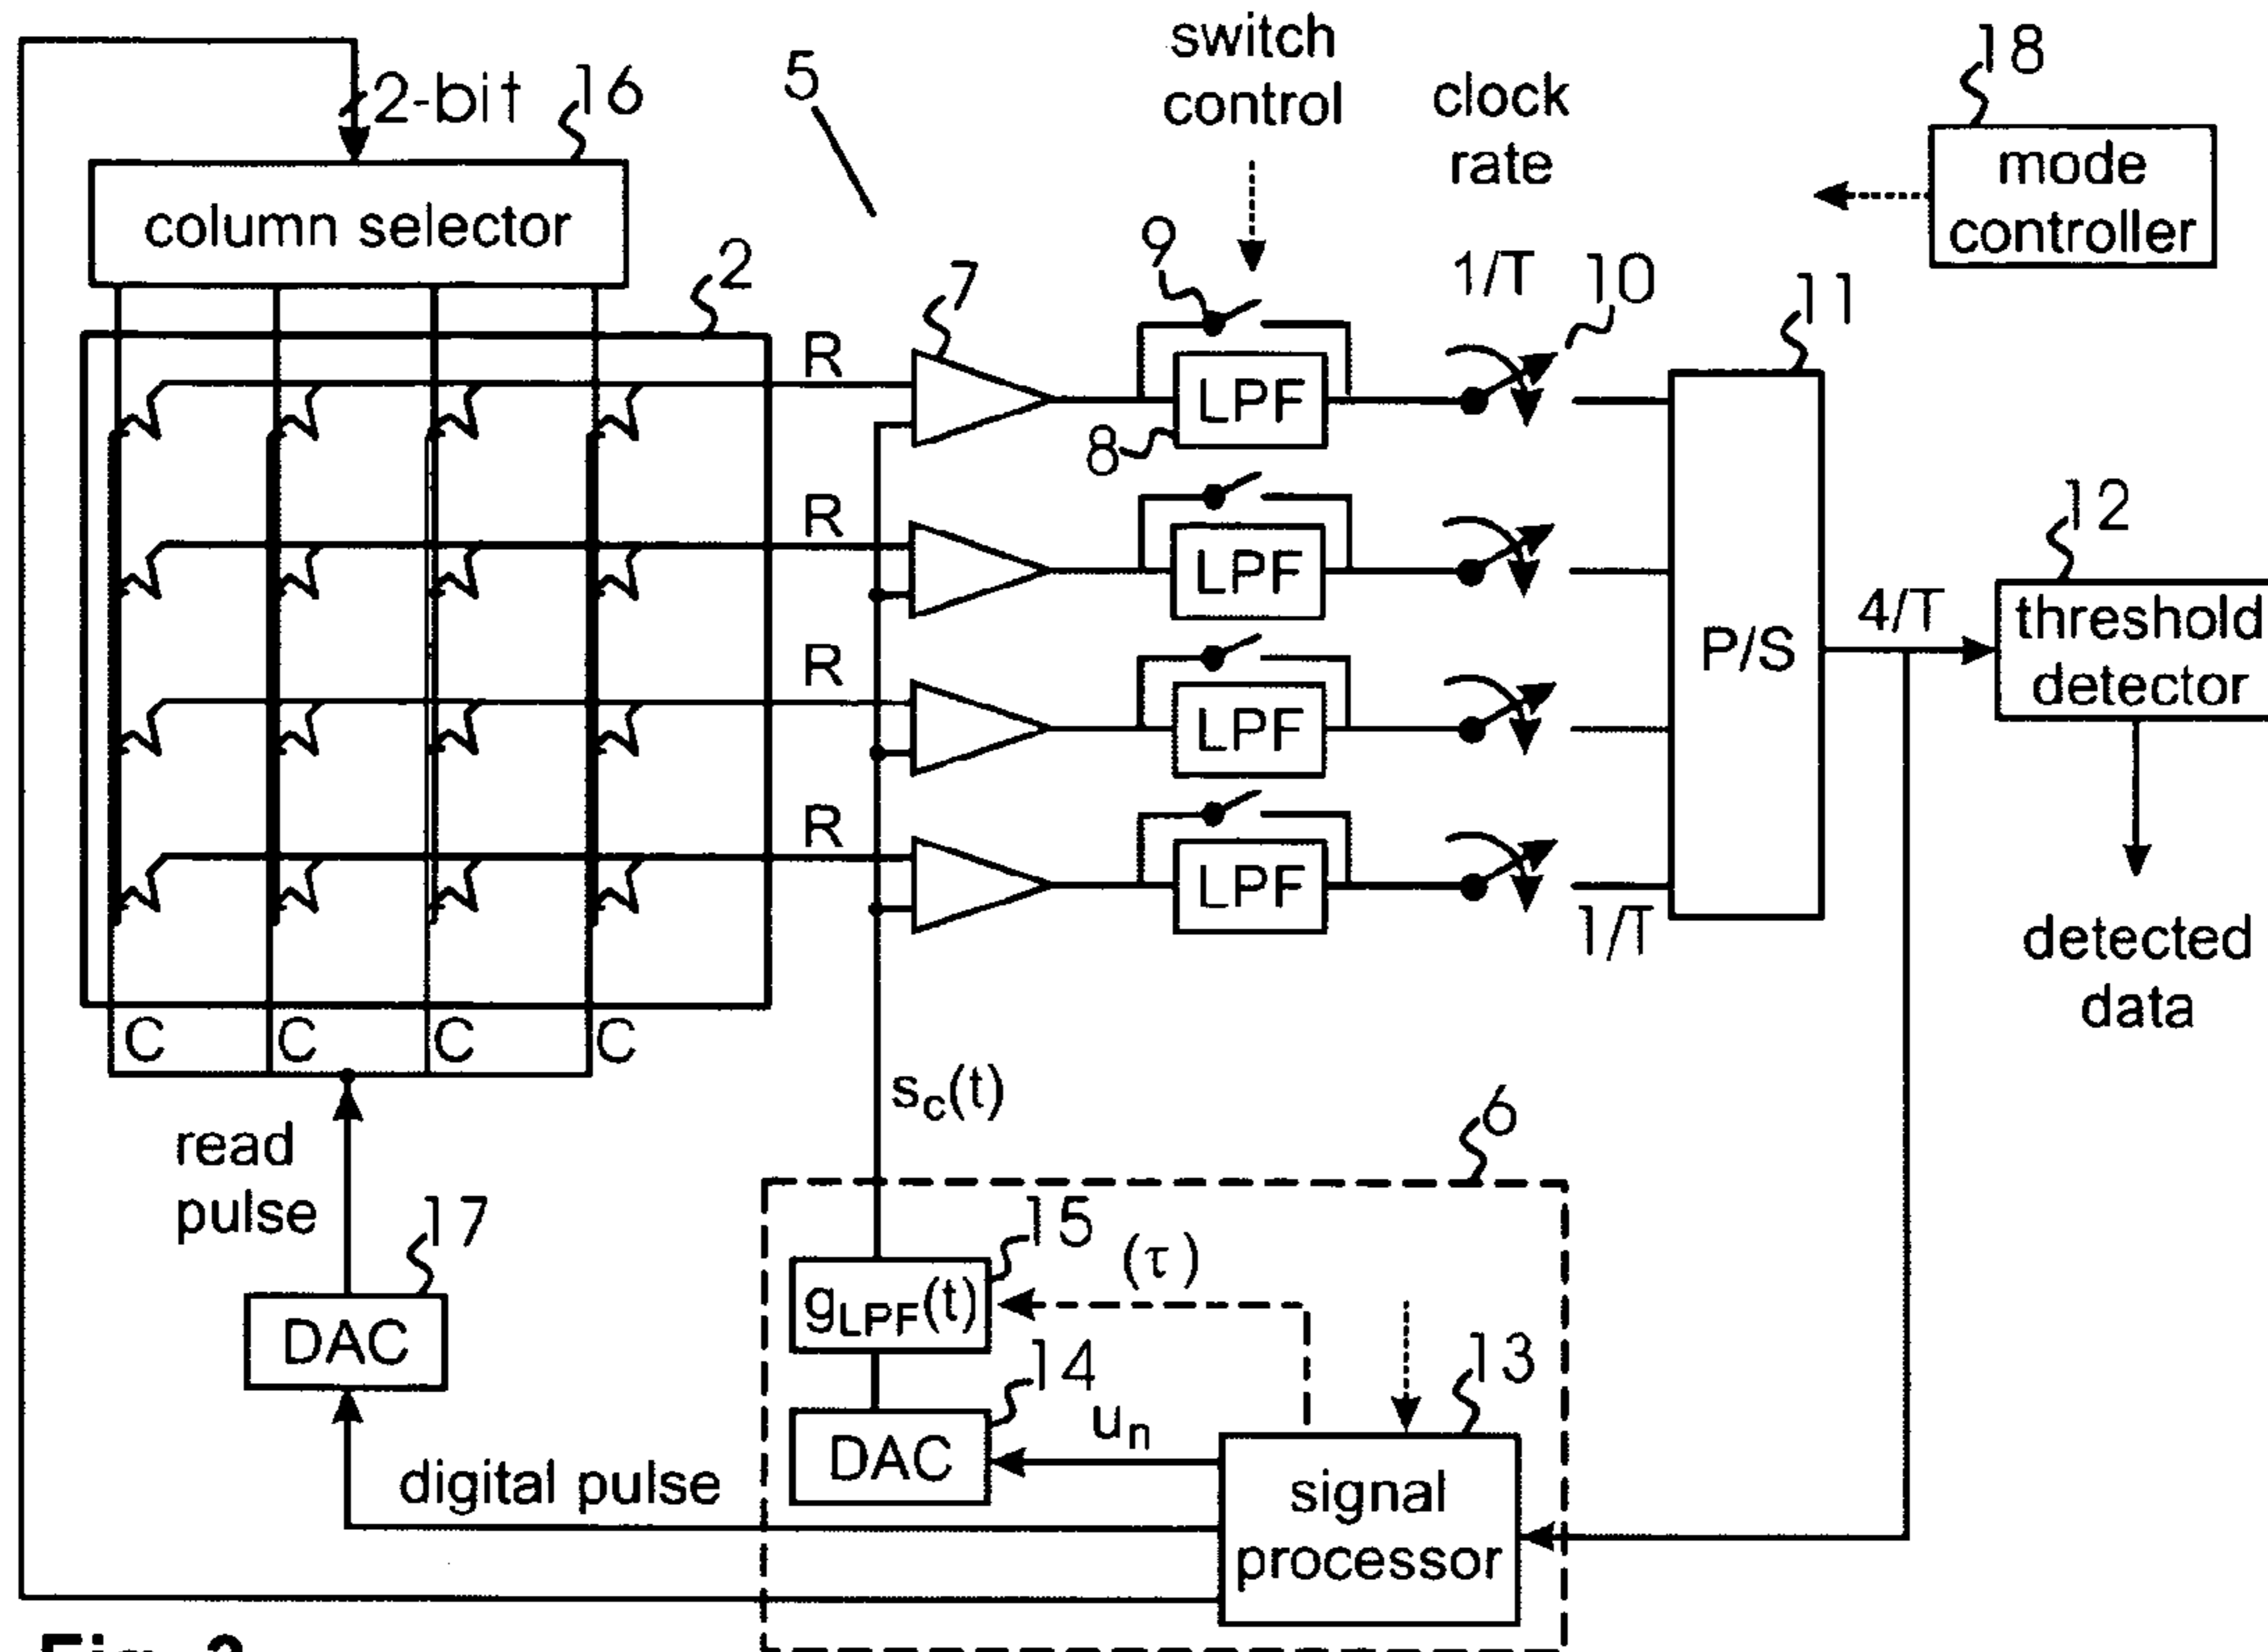 switch
control
clock
rate
18
mode
controller
2-bit
16
5
column selector
2
7
9
1/T
10
11
R
LPF
8
R
LPF
R
LPF
R
LPF
1/T
P/S
4/T
12
threshold
detector
detected
data
C
C
C
C
sc(t)
read
pulse
17
DAC
6
15
(τ)
gLPF(t)
14
13
DAC
un
signal
processor
digital pulse